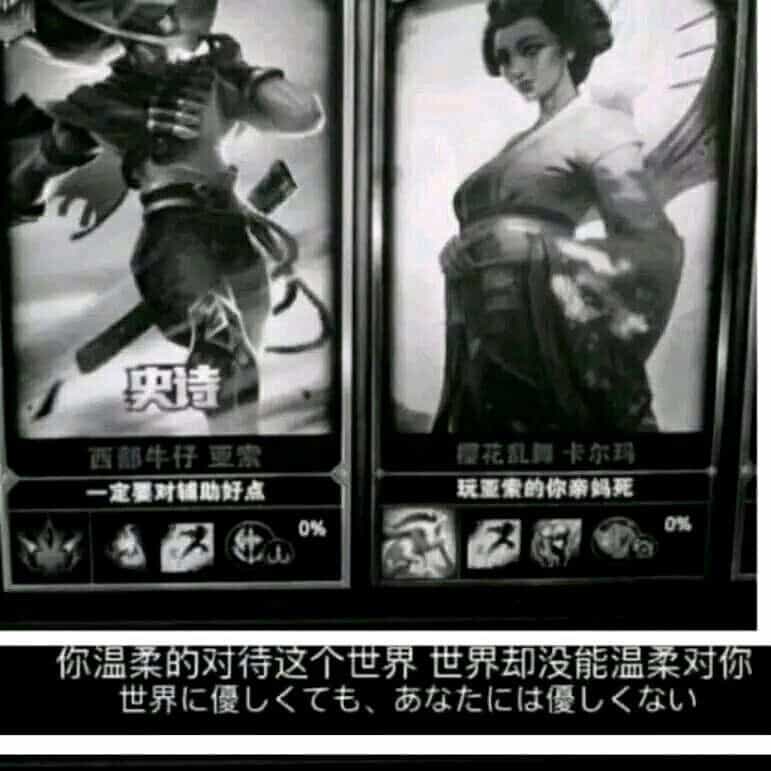 史诗
西部牛仔 亚索
一定要对辅助好点
0%
樱花乱舞 卡尔玛
玩亚索的你亲妈死
0%
你温柔的对待这个世界 世界却没能温柔对你
世界に優しくても、あなたには優しくない